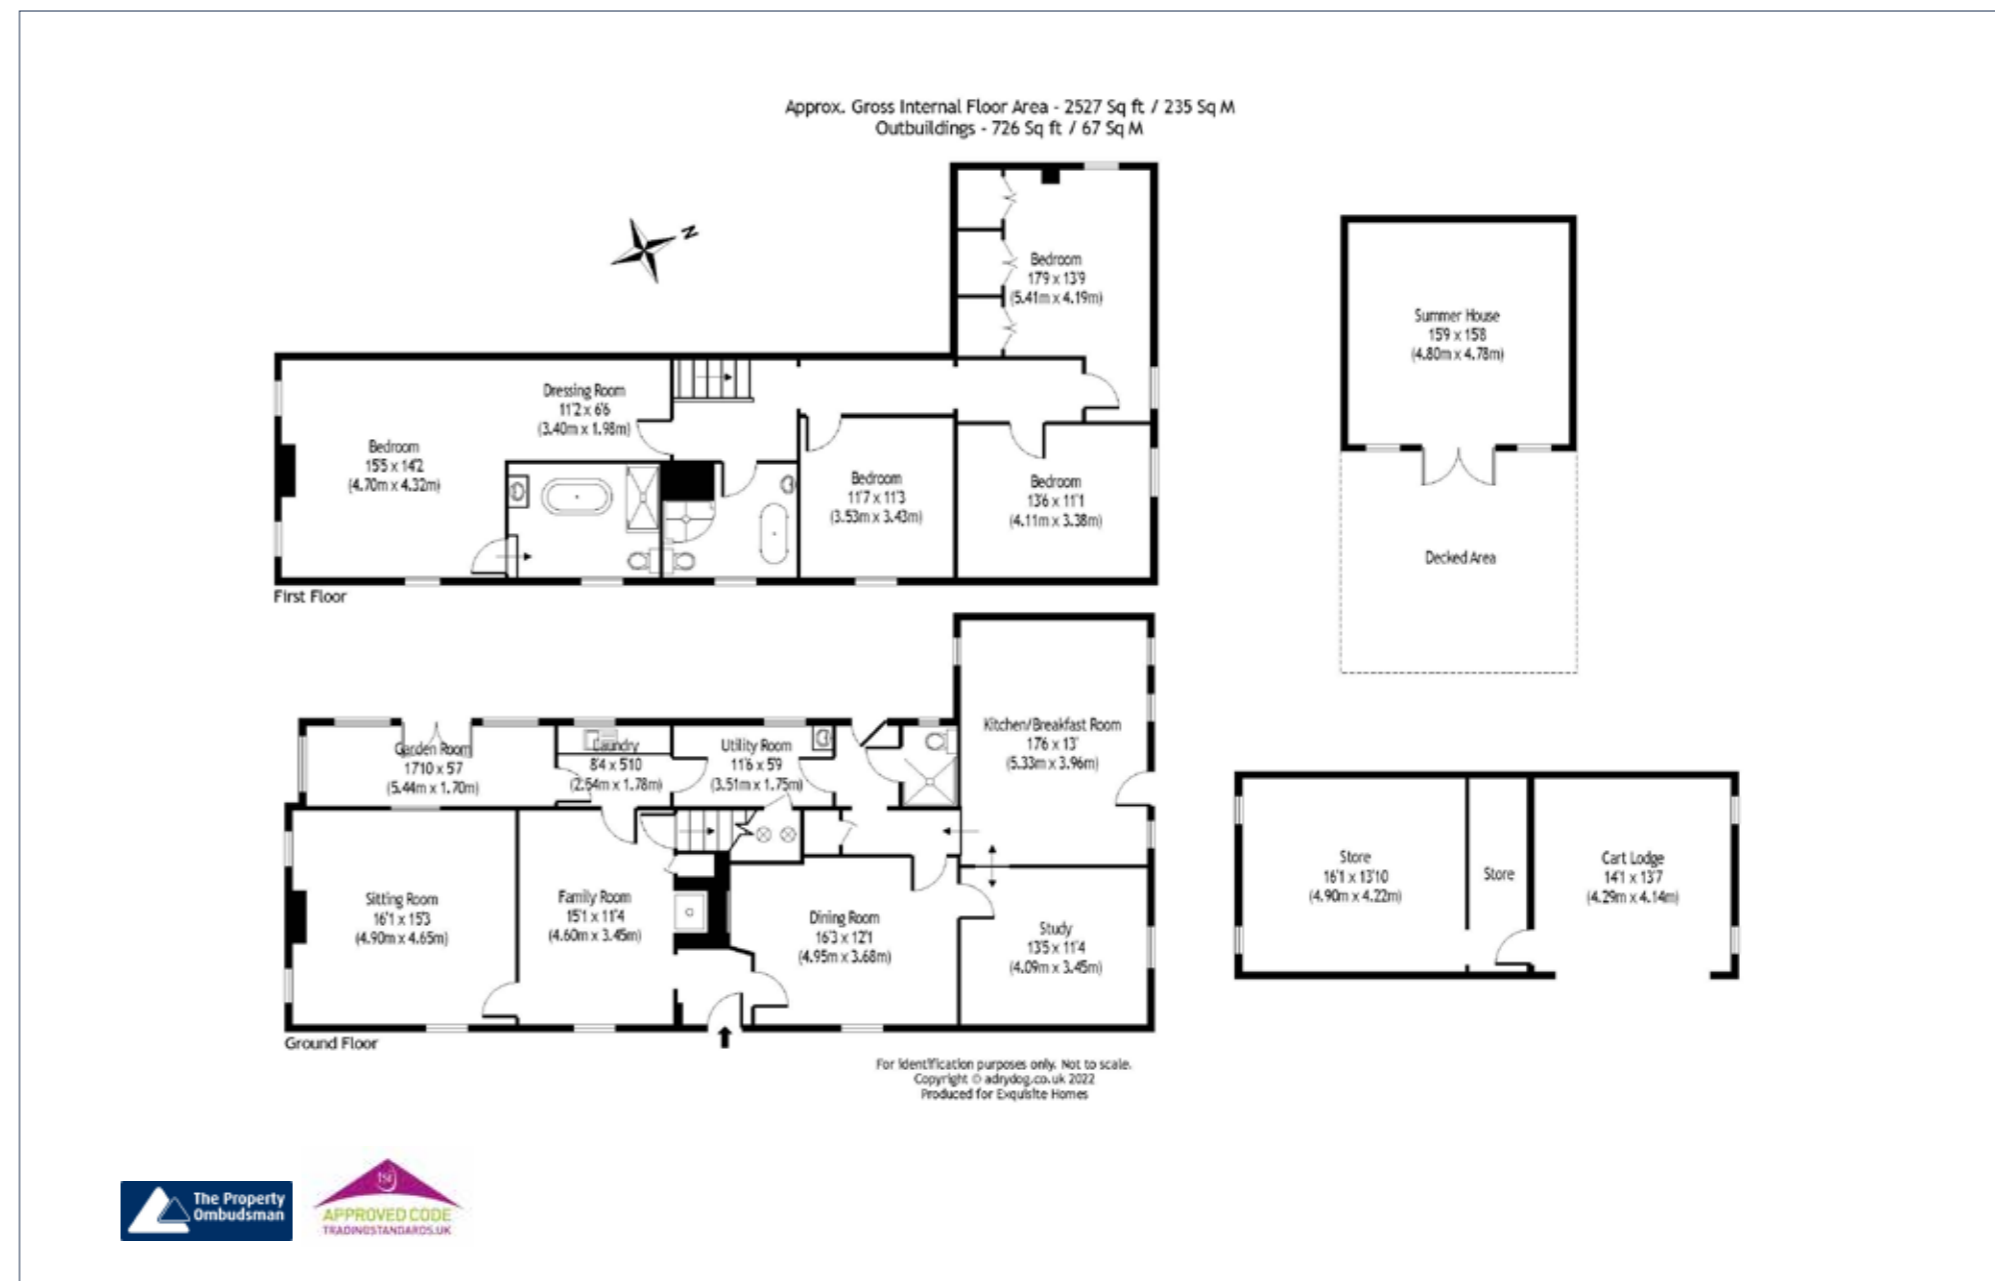 Approx. Gross Internal Floor Area - 2527 Sq ft / 235 Sq M
Outbuildings - 726 Sq ft / 67 Sq M
N
Bedroom
17'9 x 13'9
(5.41m x 4.19m)
Dressing Room
11'2 x 6'6
(3.40m x 1.98m)
Bedroom
15'5 x 14'2
(4.70m x 4.32m)
Bedroom
11'7 x 11'3
(3.53m x 3.43m)
Bedroom
13'6 x 11'1
(4.11m x 3.38m)
First Floor
Summer House
15'9 x 15'8
(4.80m x 4.78m)
Decked Area
Kitchen/Breakfast Room
17'6 x 13'
(5.33m x 3.96m)
Garden Room
17'10 x 5'7
(5.44m x 1.70m)
Laundry
8'4 x 5'10
(2.54m x 1.78m)
Utility Room
11'6 x 5'9
(3.51m x 1.75m)
Sitting Room
16'1 x 15'3
(4.90m x 4.65m)
Family Room
15'1 x 11'4
(4.60m x 3.45m)
Dining Room
16'3 x 12'1
(4.95m x 3.68m)
Study
13'5 x 11'4
(4.09m x 3.45m)
Ground Floor
Store
16'1 x 13'10
(4.90m x 4.22m)
Store
Cart Lodge
14'1 x 13'7
(4.29m x 4.14m)
For identification purposes only. Not to scale.
Copyright © adrydog.co.uk 2022
Produced for Exquisite Homes
The Property
Ombudsman
tsi
APPROVED CODE
TRADINGSTANDARDS.UK